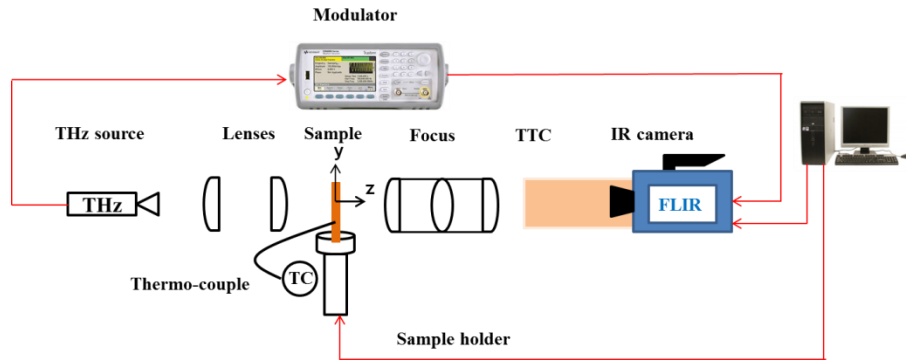 Modulator
THz source
Lenses
Sample
Focus
TTC
IR camera
y
z
THz
FLIR
TC
Thermo-couple
Sample holder